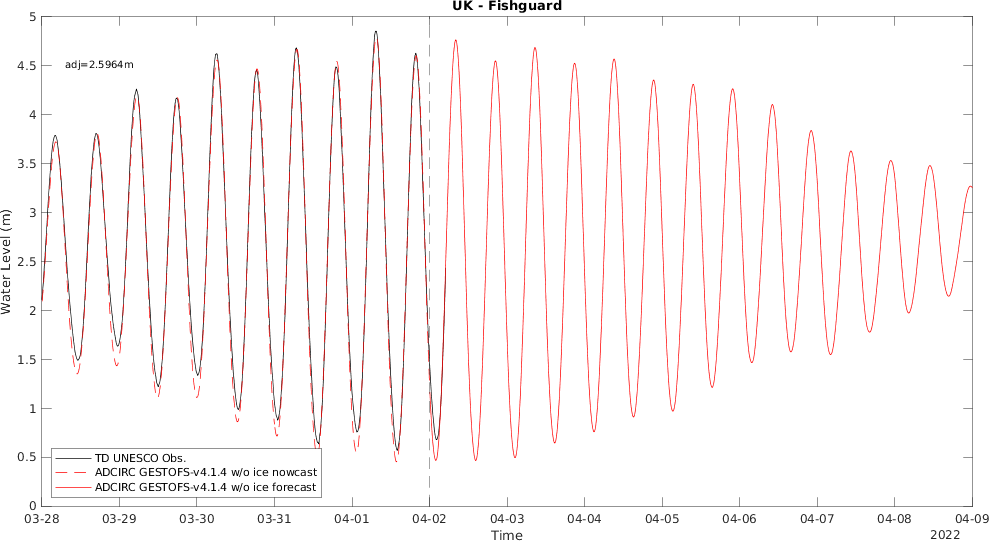 UK - Fishguard
adj=2.5964m
5
4.5
4
3.5
3
2.5
2
1.5
1
0.5
0
Water Level (m)
TD UNESCO Obs.
ADCIRC GESTOFS-v4.1.4 w/o ice nowcast
ADCIRC GESTOFS-v4.1.4 w/o ice forecast
03-28 03-29 03-30 03-31 04-01 04-02 04-03 04-04 04-05 04-06 04-07 04-08 04-09
Time
2022